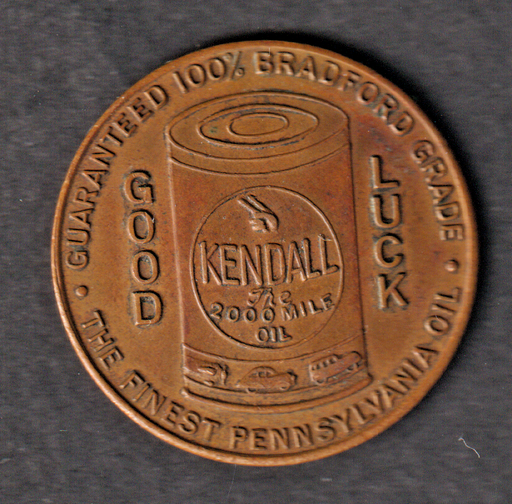 GUARANTEED 100% BRADFORD GRADE
GOOD
LUCK
KENDALL
The
2000 MILE
OIL
• THE FINEST PENNSYLVANIA OIL •